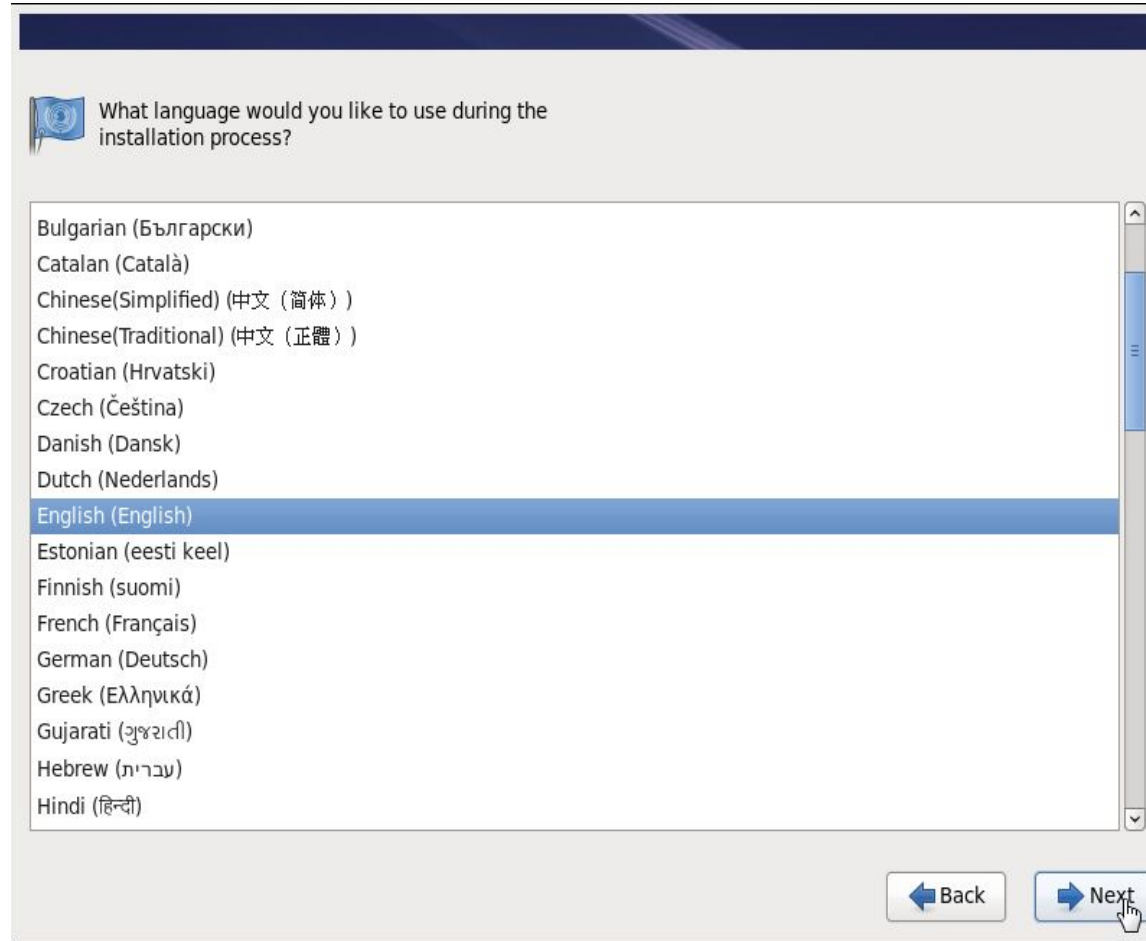 What language would you like to use during the
installation process?
Bulgarian (Български)
Catalan (Català)
Chinese(Simplified) (中文（简体）)
Chinese(Traditional) (中文（正體）)
Croatian (Hrvatski)
Czech (Čeština)
Danish (Dansk)
Dutch (Nederlands)
English (English)
Estonian (eesti keel)
Finnish (suomi)
French (Français)
German (Deutsch)
Greek (Ελληνικά)
Gujarati (ગુજરાતી)
Hebrew (עברית)
Hindi (हिन्दी)
Back
Next